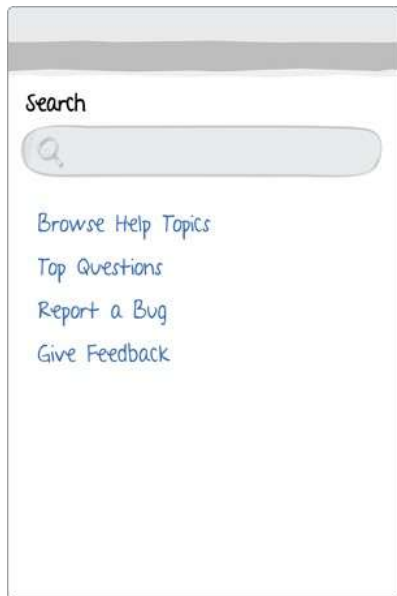 Search
Browse Help Topics
Top Questions
Report a Bug
Give Feedback